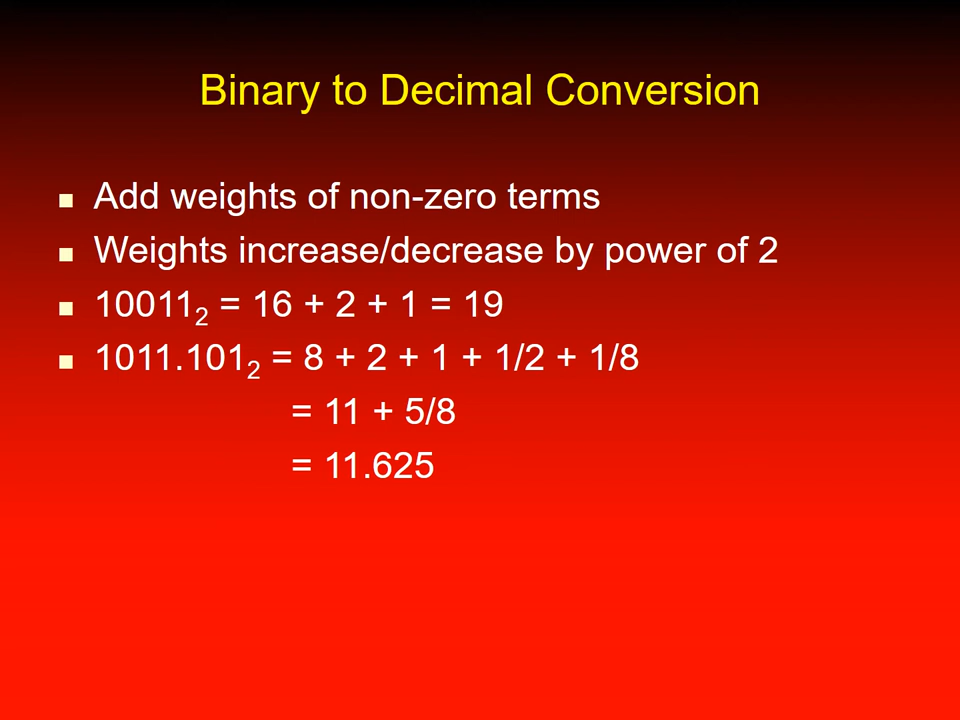 Binary to Decimal Conversion
Add weights of non-zero terms
Weights increase/decrease by power of 2
10011₂ = 16 + 2 + 1 = 19
1011.101₂ = 8 + 2 + 1 + 1/2 + 1/8
= 11 + 5/8
= 11.625